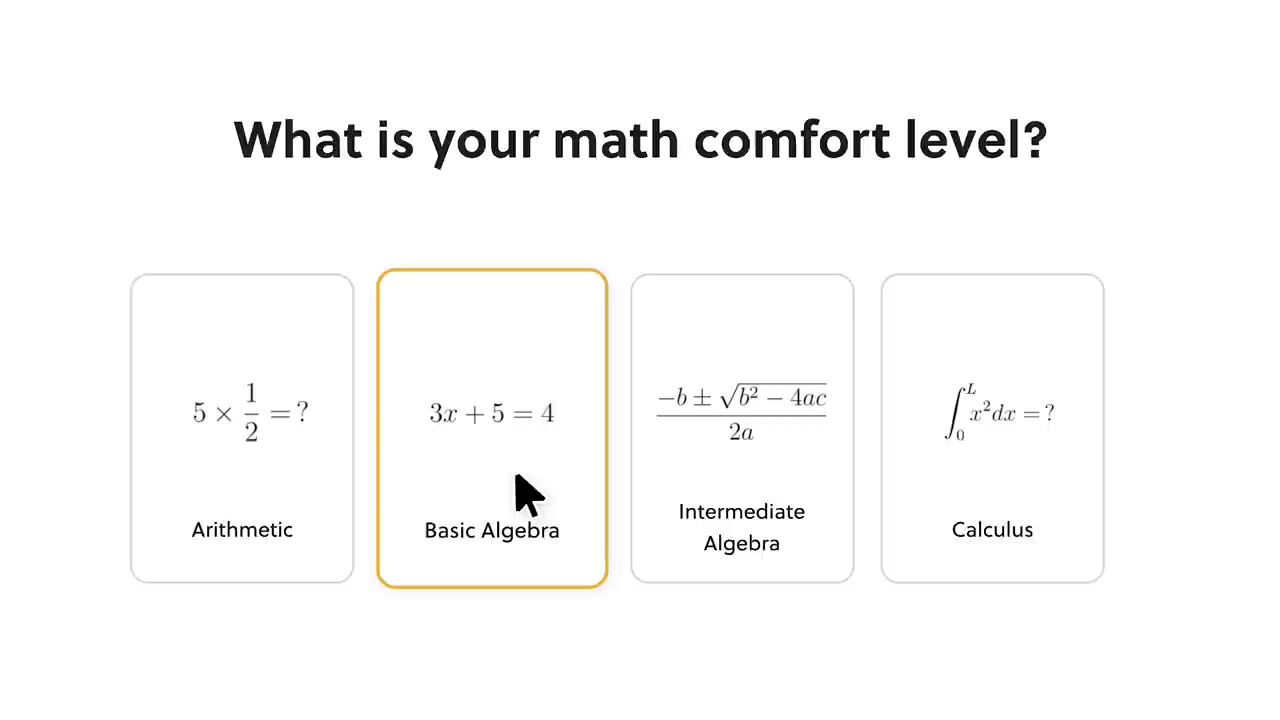 What is your math comfort level?
5 × 1/2 = ?
Arithmetic
3x + 5 = 4
Basic Algebra
−b ± √(b² − 4ac)
2a
Intermediate
Algebra
∫₀ᴸ x²dx = ?
Calculus